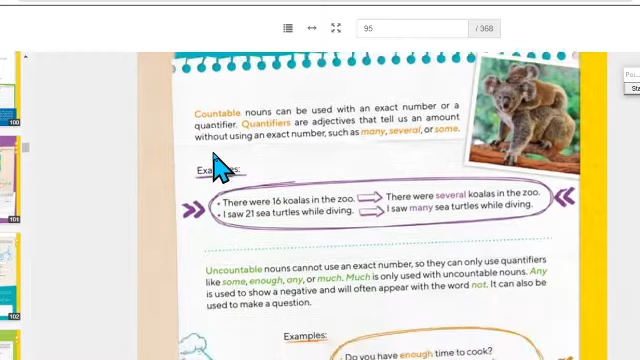 95
/ 368
Poi...
Sta
Countable nouns can be used with an exact number or a
quantifier. Quantifiers are adjectives that tell us an amount
without using an exact number, such as many, several, or some.
100
There were 16 koalas in the zoo. There were several koalas in the zoo.
• I saw 21 sea turtles while diving. I saw many sea turtles while diving.
101
Uncountable nouns cannot use an exact number, so they can only use quantifiers
like some, enough, any, or much. Much is only used with uncountable nouns. Any
is used to show a negative and will often appear with the word not. It can also be
used to make a question.
102
Examples:
• Do you have enough time to cook?